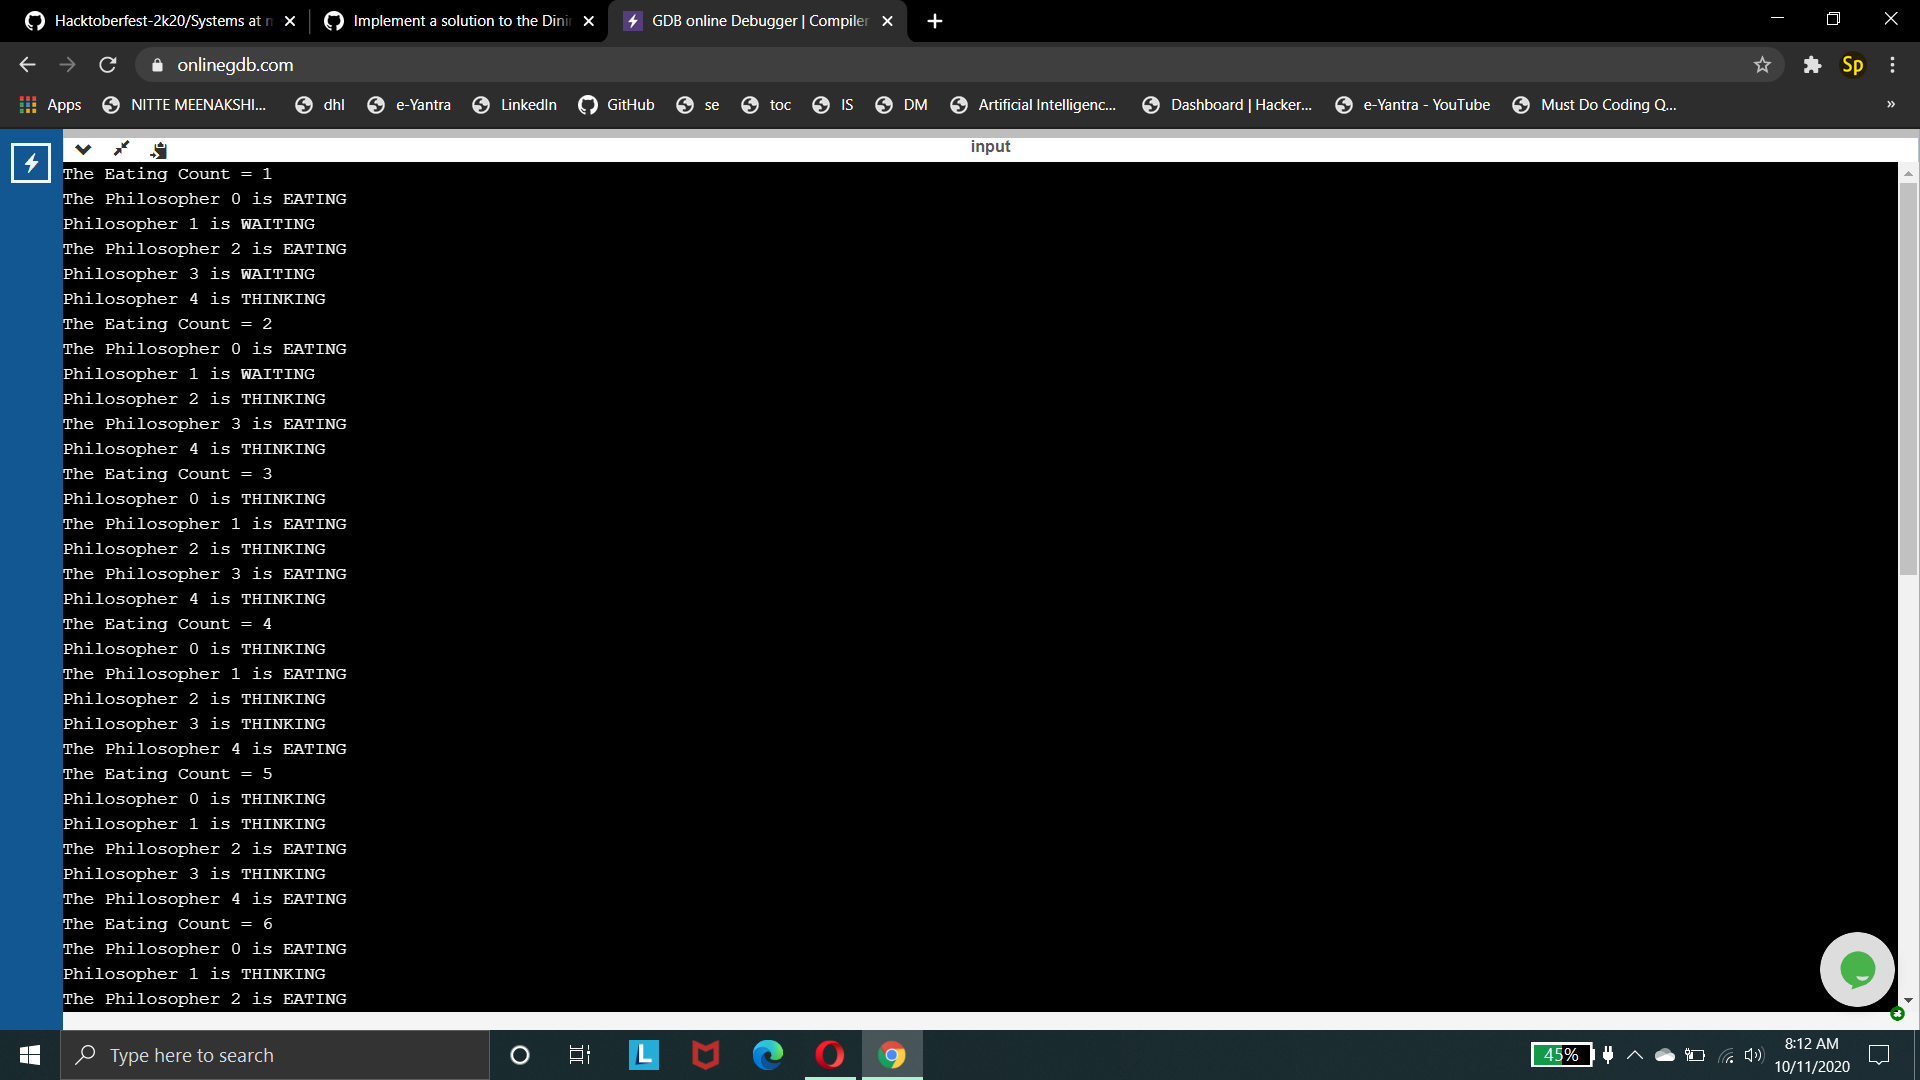 Hacktoberfest-2k20/Systems at m
Implement a solution to the Dini
GDB online Debugger | Compiler
onlinegdb.com
Sp
Apps
NITTE MEENAKSHI...
dhl
e-Yantra
LinkedIn
GitHub
se
toc
IS
DM
Artificial Intelligenc...
Dashboard | Hacker...
e-Yantra - YouTube
Must Do Coding Q...
»
input
The Eating Count = 1
The Philosopher 0 is EATING
Philosopher 1 is WAITING
The Philosopher 2 is EATING
Philosopher 3 is WAITING
Philosopher 4 is THINKING
The Eating Count = 2
The Philosopher 0 is EATING
Philosopher 1 is WAITING
Philosopher 2 is THINKING
The Philosopher 3 is EATING
Philosopher 4 is THINKING
The Eating Count = 3
Philosopher 0 is THINKING
The Philosopher 1 is EATING
Philosopher 2 is THINKING
The Philosopher 3 is EATING
Philosopher 4 is THINKING
The Eating Count = 4
Philosopher 0 is THINKING
The Philosopher 1 is EATING
Philosopher 2 is THINKING
Philosopher 3 is THINKING
The Philosopher 4 is EATING
The Eating Count = 5
Philosopher 0 is THINKING
Philosopher 1 is THINKING
The Philosopher 2 is EATING
Philosopher 3 is THINKING
The Philosopher 4 is EATING
The Eating Count = 6
The Philosopher 0 is EATING
Philosopher 1 is THINKING
The Philosopher 2 is EATING
Type here to search
L
45%
8:12 AM
10/11/2020